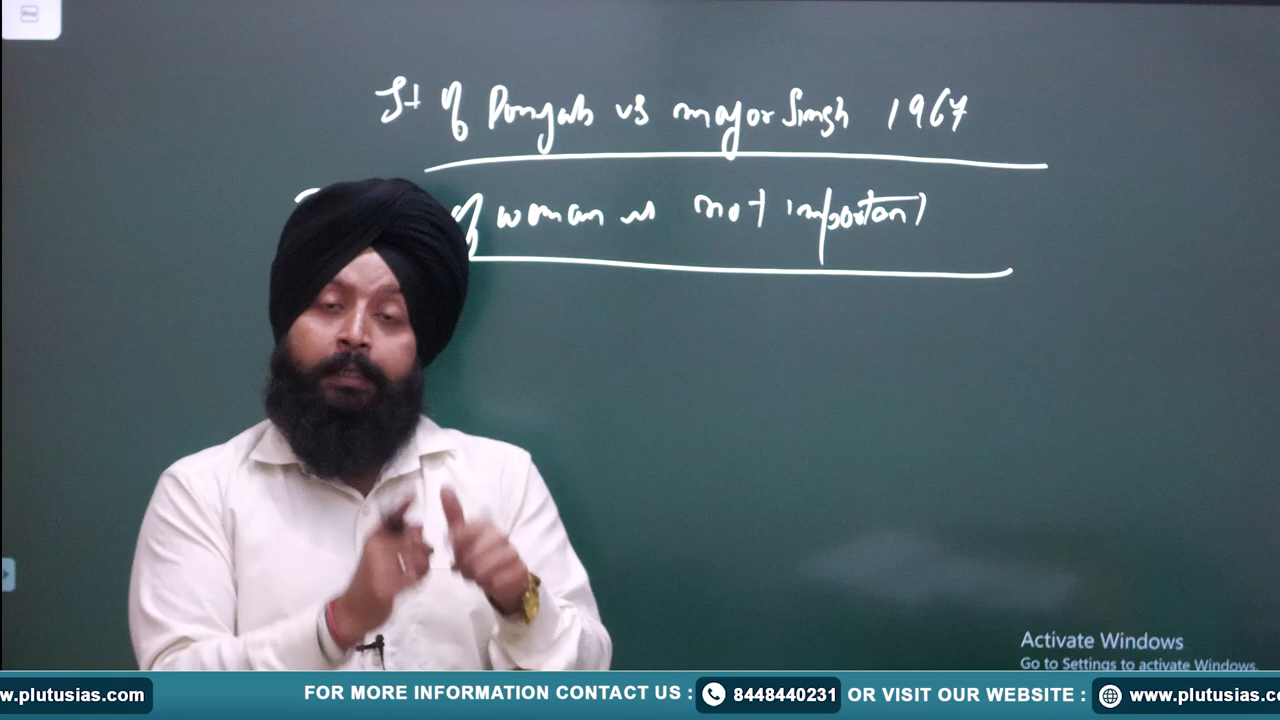 St of Punjab vs major Singh 1967
of woman is not important
Activate Windows
Go to Settings to activate Windows.
w.plutusias.com FOR MORE INFORMATION CONTACT US : 8448440231 OR VISIT OUR WEBSITE : www.plutusias.co